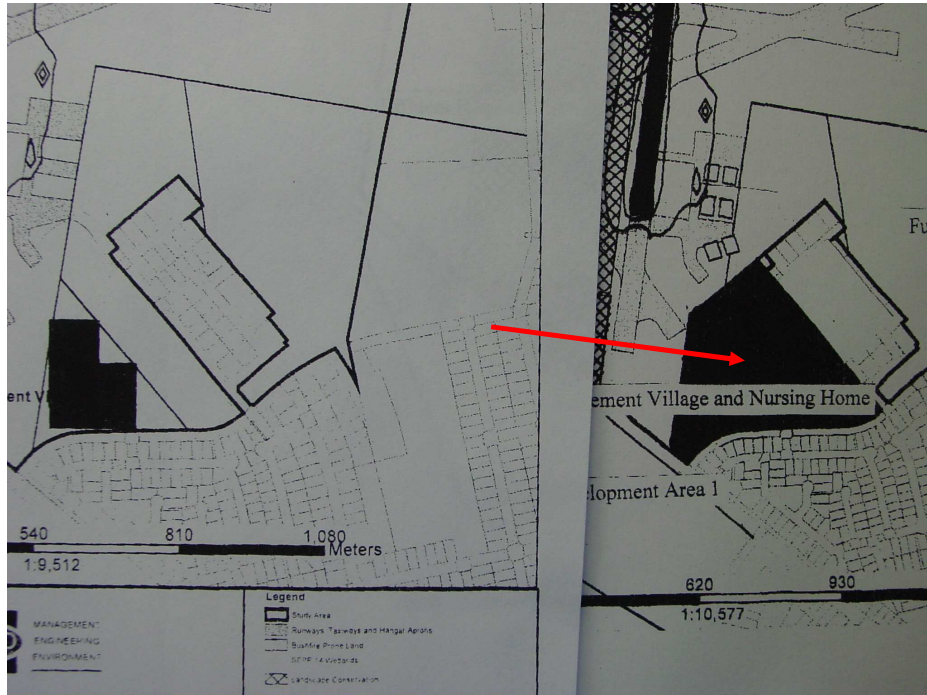 ent Vi
540 810 1,080
Meters
1:9,512
MANAGEMENT
ENGINEERING
ENVIRONMENT
Legend
Study Area
Runways, Taxiways and Hangar Aprons
Bushfire Prone Land
SEPP 14 Wetlands
Landscape Conservation
Fu
ement Village and Nursing Home
elopment Area 1
620 930
1:10,577